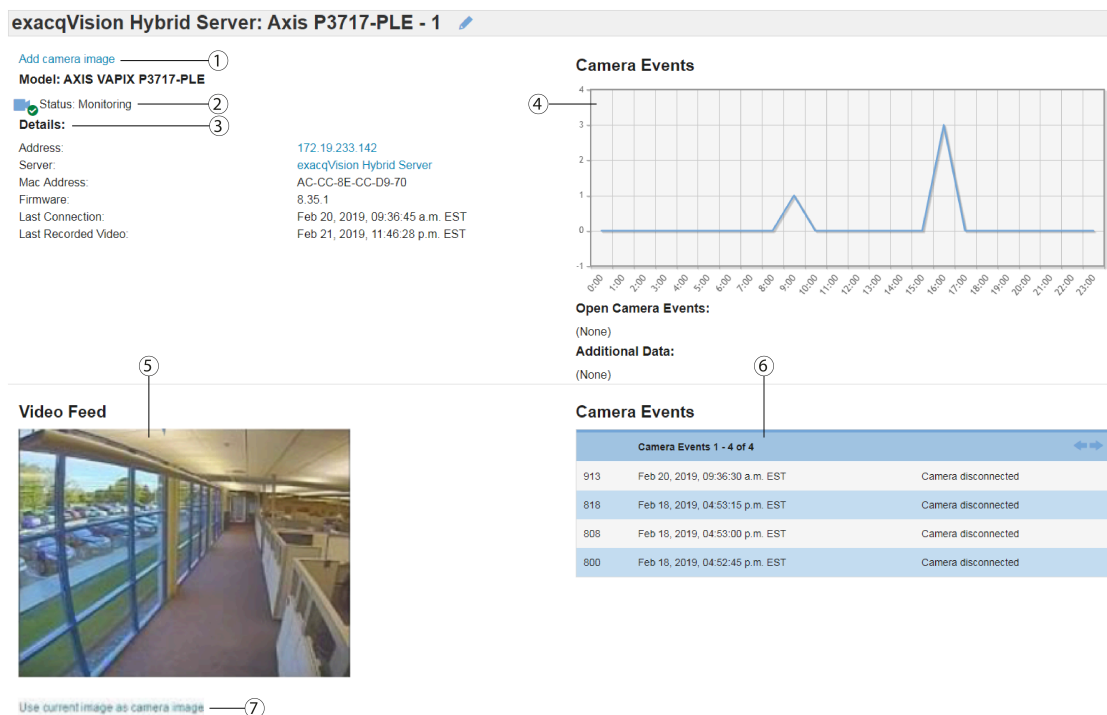 exacqVision Hybrid Server: Axis P3717-PLE - 1
Add camera image
1
Model: AXIS VAPIX P3717-PLE
Status: Monitoring
2
Details:
3
Address: 172.19.233.142
Server: exacqVision Hybrid Server
Mac Address: AC-CC-8E-CC-D9-70
Firmware: 8.35.1
Last Connection: Feb 20, 2019, 09:36:45 a.m. EST
Last Recorded Video: Feb 21, 2019, 11:46:28 p.m. EST
Camera Events
4
4
3
2
1
0
-1
0:00 1:00 2:00 3:00 4:00 5:00 6:00 7:00 8:00 9:00 10:00 11:00 12:00 13:00 14:00 15:00 16:00 17:00 18:00 19:00 20:00 21:00 22:00 23:00
Open Camera Events:
(None)
Additional Data:
(None)
5
Video Feed
Use current image as camera image
7
6
Camera Events
Camera Events 1 - 4 of 4
913 Feb 20, 2019, 09:36:30 a.m. EST Camera disconnected
818 Feb 18, 2019, 04:53:15 p.m. EST Camera disconnected
808 Feb 18, 2019, 04:53:00 p.m. EST Camera disconnected
800 Feb 18, 2019, 04:52:45 p.m. EST Camera disconnected